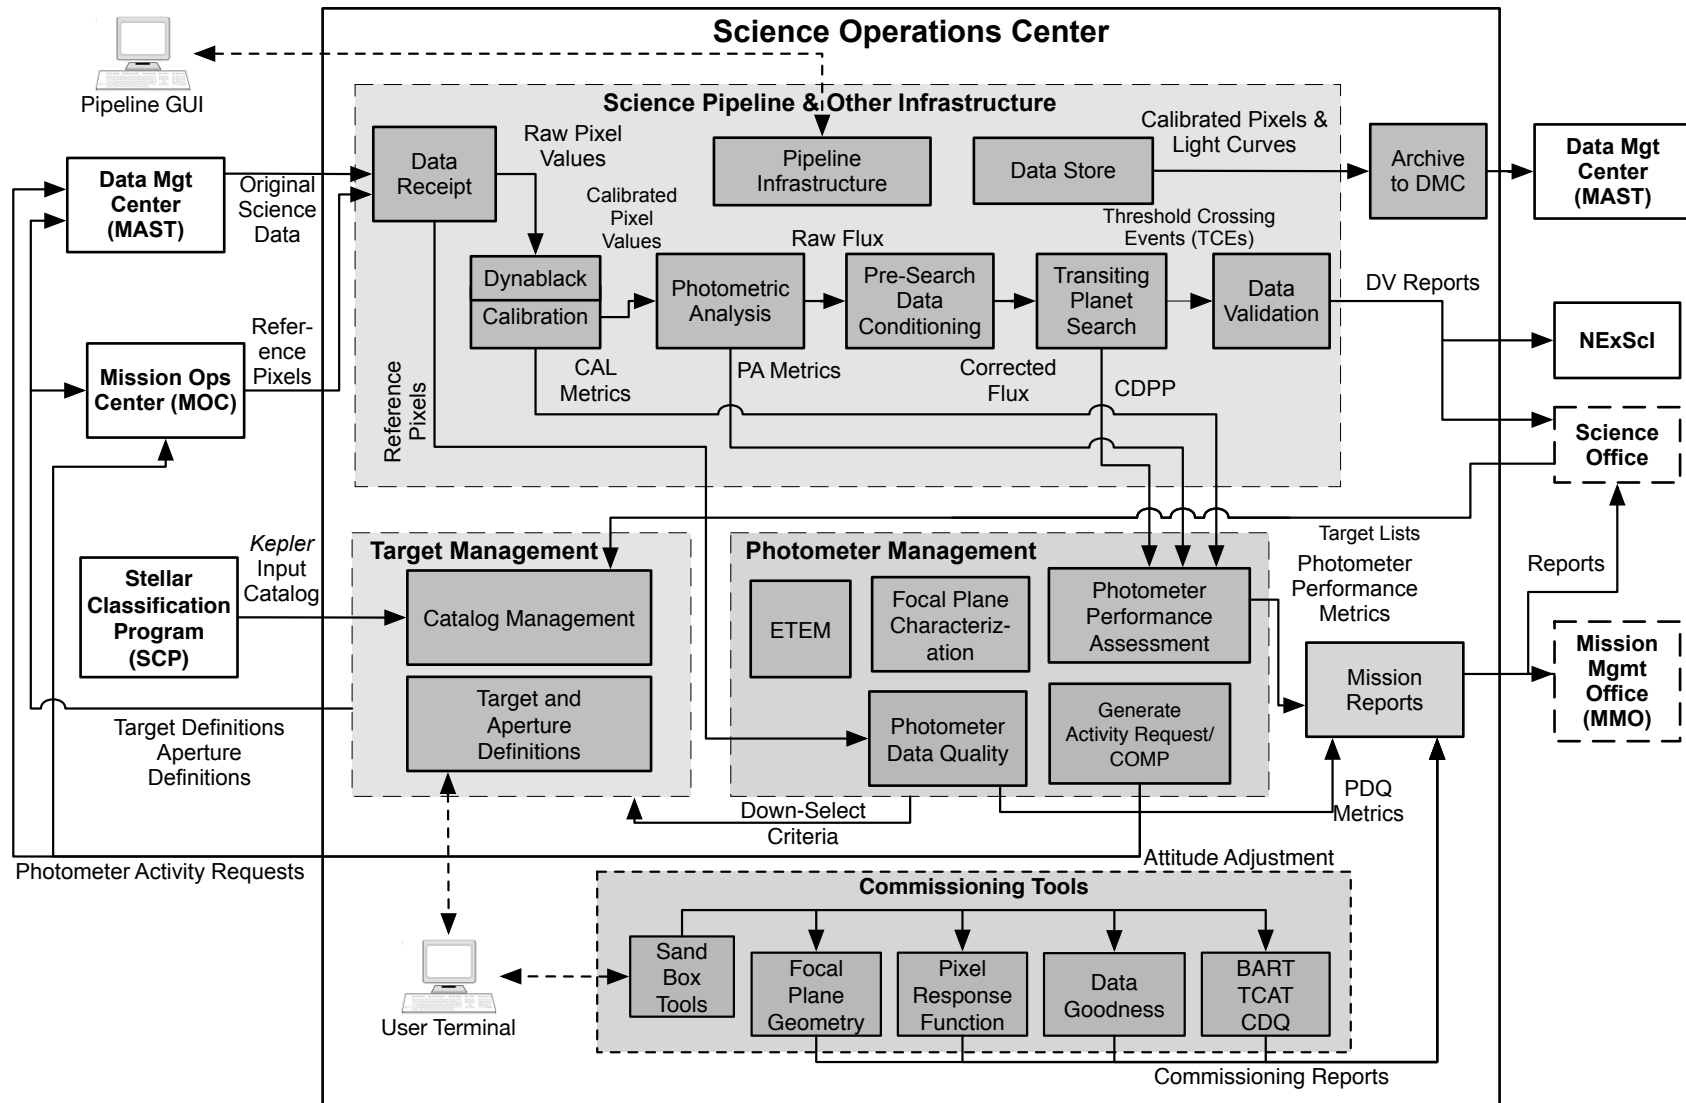 Science Operations Center
Pipeline GUI
Science Pipeline & Other Infrastructure
Data Mgt
Center
(MAST)
Original
Science
Data
Data
Receipt
Raw Pixel
Values
Pipeline
Infrastructure
Data Store
Calibrated Pixels &
Light Curves
Archive
to DMC
Data Mgt
Center
(MAST)
Calibrated
Pixel
Values
Raw Flux
Threshold Crossing
Events (TCEs)
Dynablack
Calibration
Photometric
Analysis
Pre-Search
Data
Conditioning
Transiting
Planet
Search
Data
Validation
DV Reports
NExScI
Mission Ops
Center (MOC)
Refer-
ence
Pixels
Reference
Pixels
CAL
Metrics
PA Metrics
Corrected
Flux
CDPP
Science
Office
Target Lists
Stellar
Classification
Program
(SCP)
Kepler
Input
Catalog
Target Management
Catalog Management
Target and
Aperture
Definitions
Target Definitions
Aperture
Definitions
Photometer Management
ETEM
Focal Plane
Characteriz-
ation
Photometer
Performance
Assessment
Photometer
Data Quality
Generate
Activity Request/
COMP
Photometer
Performance
Metrics
Reports
Mission
Reports
Mission
Mgmt
Office
(MMO)
PDQ
Metrics
Down-Select
Criteria
Photometer Activity Requests
Attitude Adjustment
Commissioning Tools
User Terminal
Sand
Box
Tools
Focal
Plane
Geometry
Pixel
Response
Function
Data
Goodness
BART
TCAT
CDQ
Commissioning Reports